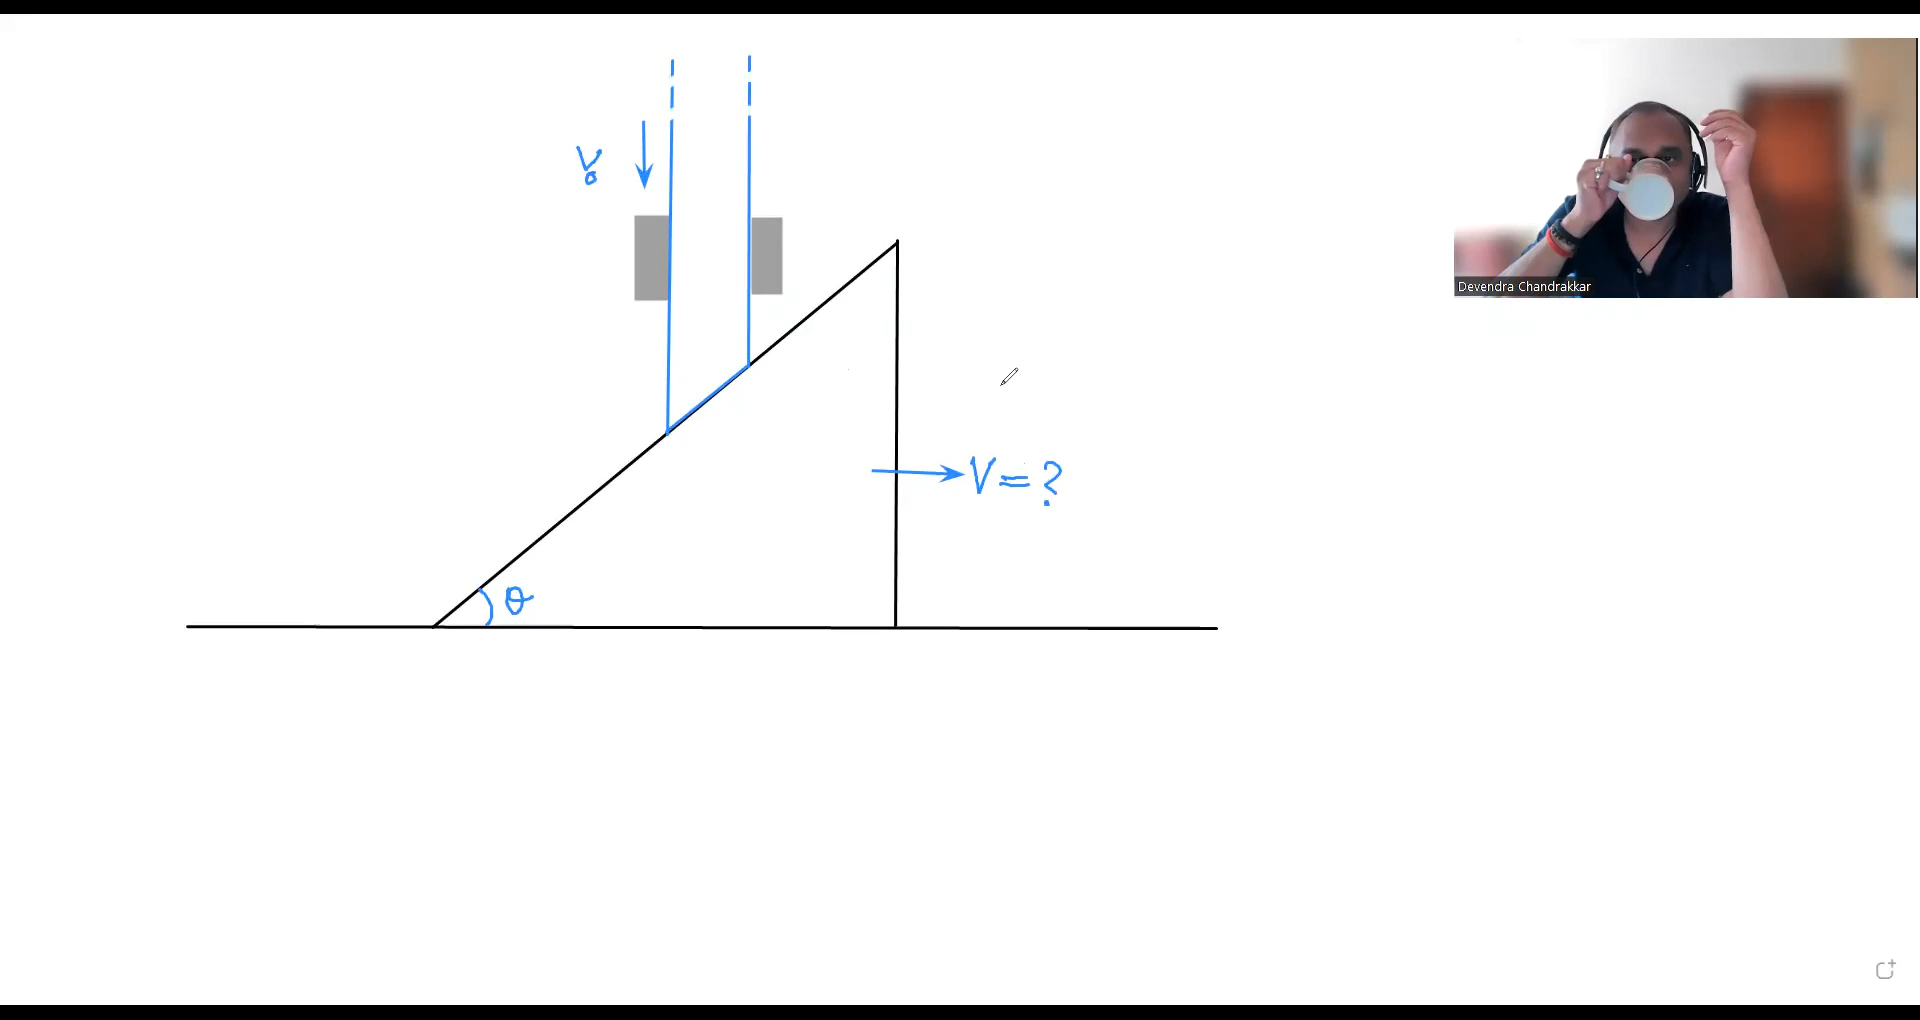 V₀
Devendra Chandrakkar
V = ?
θ